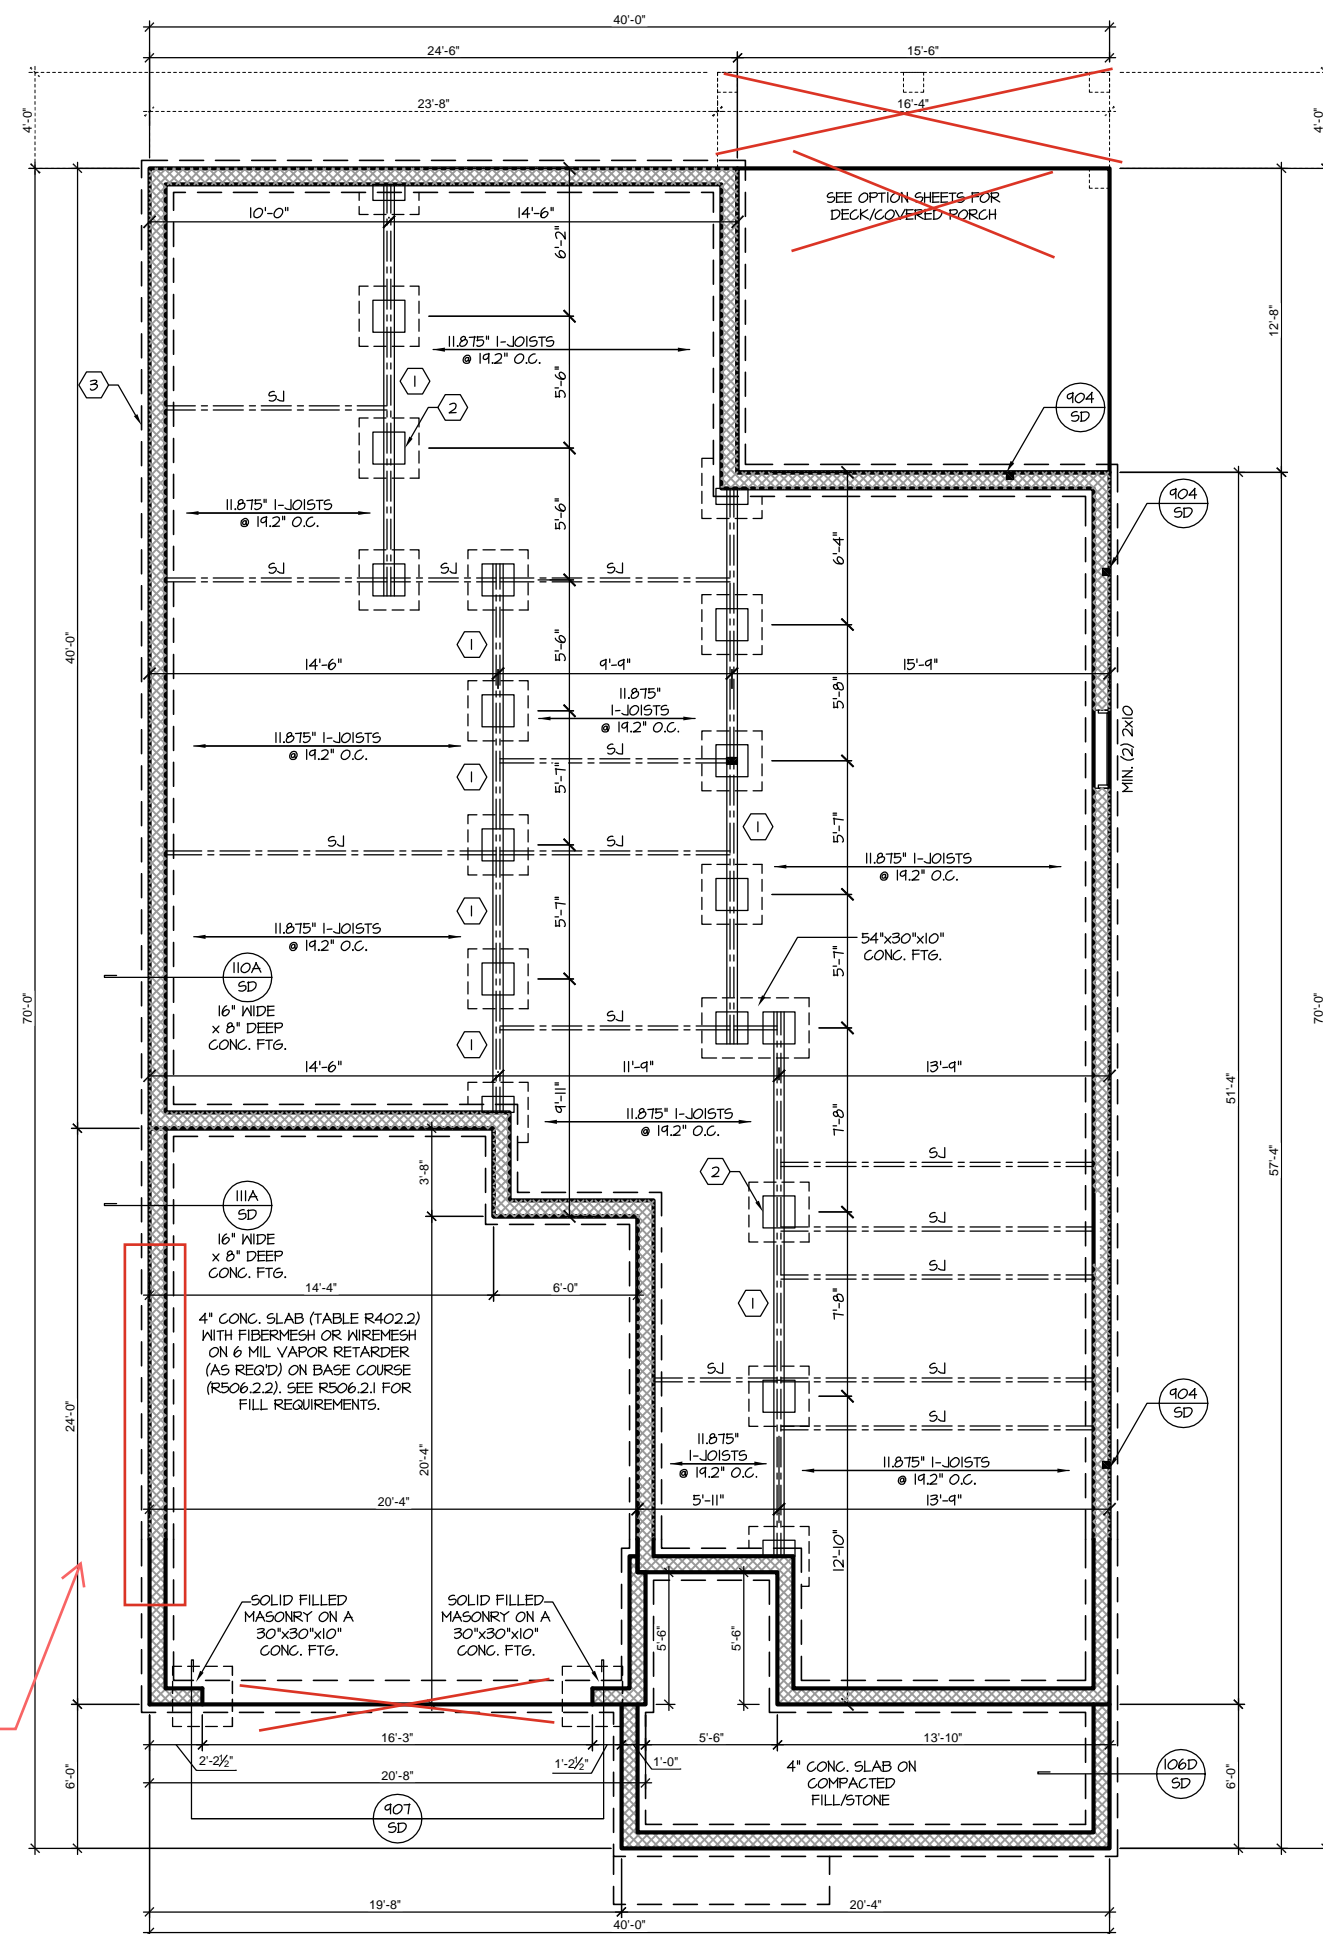 40'-0"
24'-6"
15'-6"
23'-8"
16'-4"
4'-0"
4'-0"
SEE OPTION SHEETS FOR
DECK/COVERED PORCH
10'-0"
14'-6"
6'-2"
12'-8"
11.875" I-JOISTS
@ 19.2" O.C.
5'-6"
3
1
SJ
2
904
SD
11.875" I-JOISTS
@ 19.2" O.C.
5'-6"
904
SD
6'-4"
SJ
SJ
SJ
40'-0"
1
5'-6"
14'-6"
9'-9"
15'-9"
11.875"
I-JOISTS
@ 19.2" O.C.
5'-8"
11.875" I-JOISTS
@ 19.2" O.C.
SJ
MIN. (2) 2x10
1
5'-7"
1
5'-7"
SJ
SJ
11.875" I-JOISTS
@ 19.2" O.C.
1
5'-7"
11.875" I-JOISTS
@ 19.2" O.C.
54"x30"x10"
CONC. FTG.
5'-7"
110A
SD
16" WIDE
x 8" DEEP
CONC. FTG.
70'-0"
70'-0"
SJ
1
14'-6"
11'-9"
13'-9"
51'-4"
9'-11"
11.875" I-JOISTS
@ 19.2" O.C.
7'-8"
57'-4"
SJ
3'-8"
2
111A
SD
16" WIDE
x 8" DEEP
CONC. FTG.
SJ
SJ
14'-4"
6'-0"
1
7'-8"
4" CONC. SLAB (TABLE R402.2)
WITH FIBERMESH OR WIREMESH
ON 6 MIL VAPOR RETARDER
(AS REQ'D) ON BASE COURSE
(R506.2.2). SEE R506.2.1 FOR
FILL REQUIREMENTS.
SJ
SJ
SJ
904
SD
24'-0"
20'-4"
11.875"
I-JOISTS
@ 19.2" O.C.
11.875" I-JOISTS
@ 19.2" O.C.
20'-4"
5'-11"
13'-9"
12'-10"
SOLID FILLED
MASONRY ON A
30"x30"x10"
CONC. FTG.
SOLID FILLED
MASONRY ON A
30"x30"x10"
CONC. FTG.
5'-6"
5'-6"
16'-3"
5'-6"
13'-10"
2'-2½"
1'-2½"
1'-0"
20'-8"
6'-0"
4" CONC. SLAB ON
COMPACTED
FILL/STONE
106D
SD
6'-0"
907
SD
19'-8"
20'-4"
40'-0"